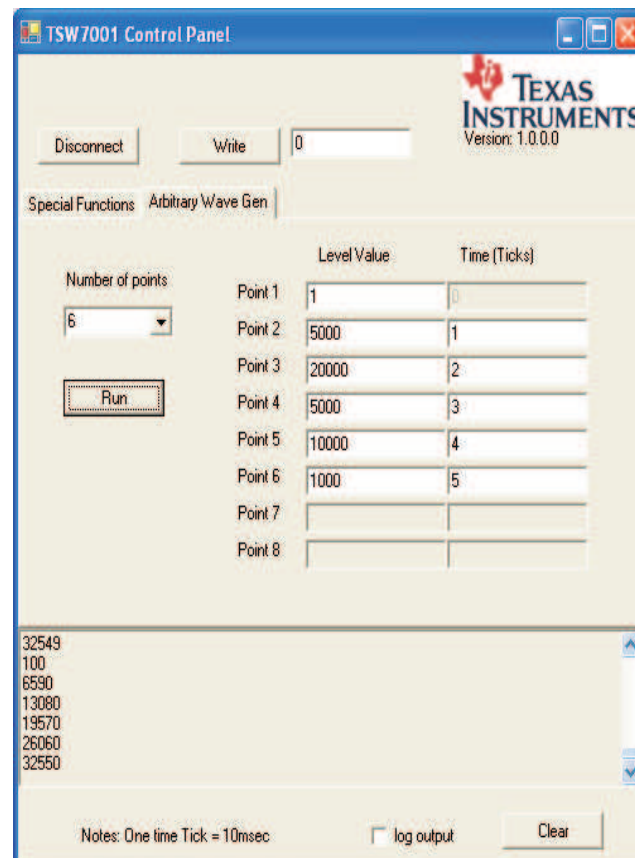 TSW7001 Control Panel
TEXAS
INSTRUMENTS
Disconnect Write 0 Version: 1.0.0.0
Special Functions Arbitrary Wave Gen
Level Value Time (Ticks)
Number of points
Point 1 1 0
6
Point 2 5000 1
Point 3 20000 2
Run
Point 4 5000 3
Point 5 10000 4
Point 6 1000 5
Point 7
Point 8
32549
100
6590
13080
19570
26060
32550
Notes: One time Tick = 10msec log output Clear